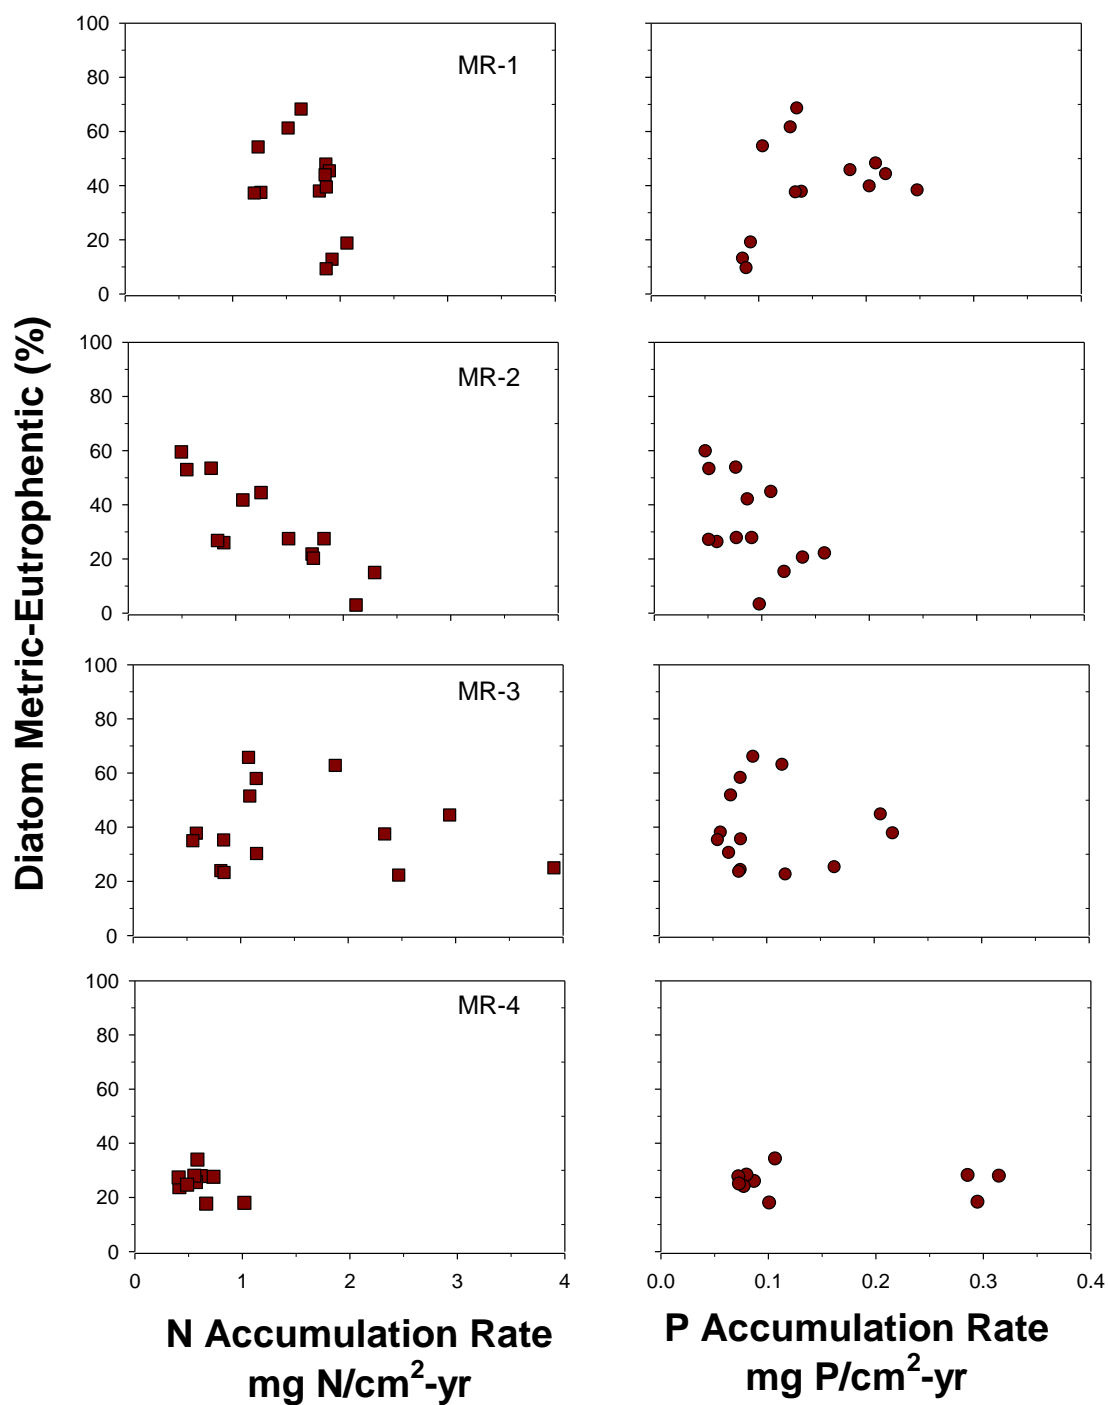 Diatom Metric-Eutrophentic (%)
100
80
60
40
20
0
MR-1
100
80
60
40
20
0
MR-2
100
80
60
40
20
0
MR-3
100
80
60
40
20
0
MR-4
0 1 2 3 4
0.0 0.1 0.2 0.3 0.4
N Accumulation Rate
mg N/cm²-yr
P Accumulation Rate
mg P/cm²-yr